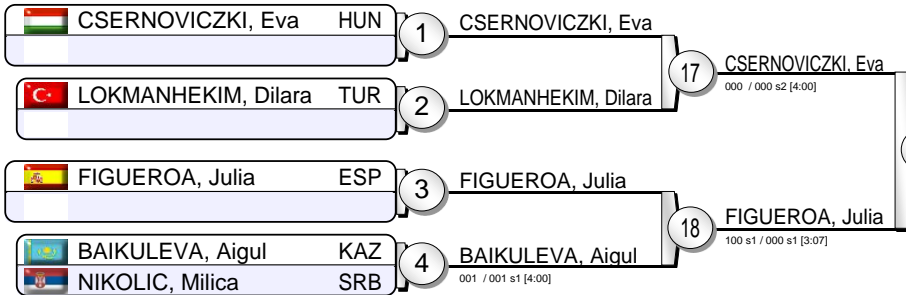 CSERNOVICZKI, Eva HUN
1
CSERNOVICZKI, Eva
17
CSERNOVICZKI, Eva
000 / 000 s2 [4:00]
LOKMANHEKIM, Dilara TUR
2
LOKMANHEKIM, Dilara
FIGUEROA, Julia ESP
3
FIGUEROA, Julia
18
FIGUEROA, Julia
100 s1 / 000 s1 [3:07]
BAIKULEVA, Aigul KAZ
NIKOLIC, Milica SRB
4
BAIKULEVA, Aigul
001 / 001 s1 [4:00]